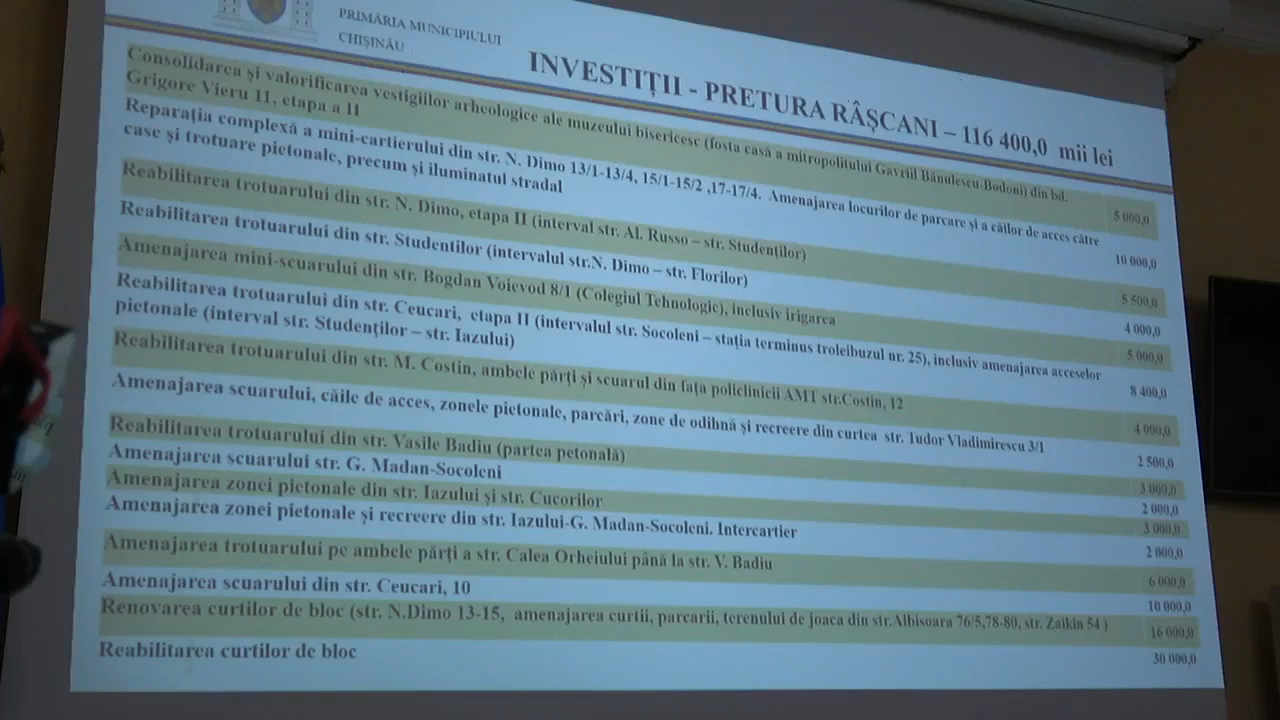 PRIMĂRIA MUNICIPIULUI
CHIȘINĂU
INVESTIȚII - PRETURA RÂȘCANI – 116 400,0 mii lei
Consolidarea și valorificarea vestigiilor arheologice ale muzeului bisericesc (fosta casă a mitropolitului Gavriil Bănulescu-Bodoni) din bd.
Grigore Vieru 11, etapa a II
5 000,0
Reparația complexă a mini-cartierului din str. N. Dimo 13/1-13/4, 15/1-15/2 ,17-17/4. Amenajarea locurilor de parcare și a căilor de acces către
case și trotuare pietonale, precum și iluminatul stradal
10 000,0
Reabilitarea trotuarului din str. N. Dimo, etapa II (interval str. Al. Russo – str. Studenților)
5 500,0
Reabilitarea trotuarului din str. Studentilor (intervalul str.N. Dimo – str. Florilor)
4 000,0
Amenajarea mini-scuarului din str. Bogdan Voievod 8/1 (Colegiul Tehnologic), inclusiv irigarea
5 000,0
Reabilitarea trotuarului din str. Ceucari, etapa II (intervalul str. Socoleni – stația terminus troleibuzul nr. 25), inclusiv amenajarea acceselor
pietonale (interval str. Studenților – str. Iazului)
8 400,0
Reabilitarea trotuarului din str. M. Costin, ambele părți și scuarul din fața policlinicii AMT str.Costin, 12
4 000,0
Amenajarea scuarului, căile de acces, zonele pietonale, parcări, zone de odihnă și recreere din curtea str. Tudor Vladimirescu 3/1
2 500,0
Reabilitarea trotuarului din str. Vasile Badiu (partea petonală)
3 000,0
Amenajarea scuarului str. G. Madan-Socoleni
2 000,0
Amenajarea zonei pietonale din str. Iazului și str. Cucorilor
3 000,0
Amenajarea zonei pietonale și recreere din str. Iazului-G. Madan-Socoleni. Intercartier
2 000,0
Amenajarea trotuarului pe ambele părți a str. Calea Orheiului până la str. V. Badiu
6 000,0
Amenajarea scuarului din str. Ceucari, 10
10 000,0
Renovarea curtilor de bloc (str. N.Dimo 13-15, amenajarea curtii, parcarii, terenului de joaca din str.Albisoara 76/5,78-80, str. Zaikin 54 )
16 000,0
Reabilitarea curtilor de bloc
30 000,0